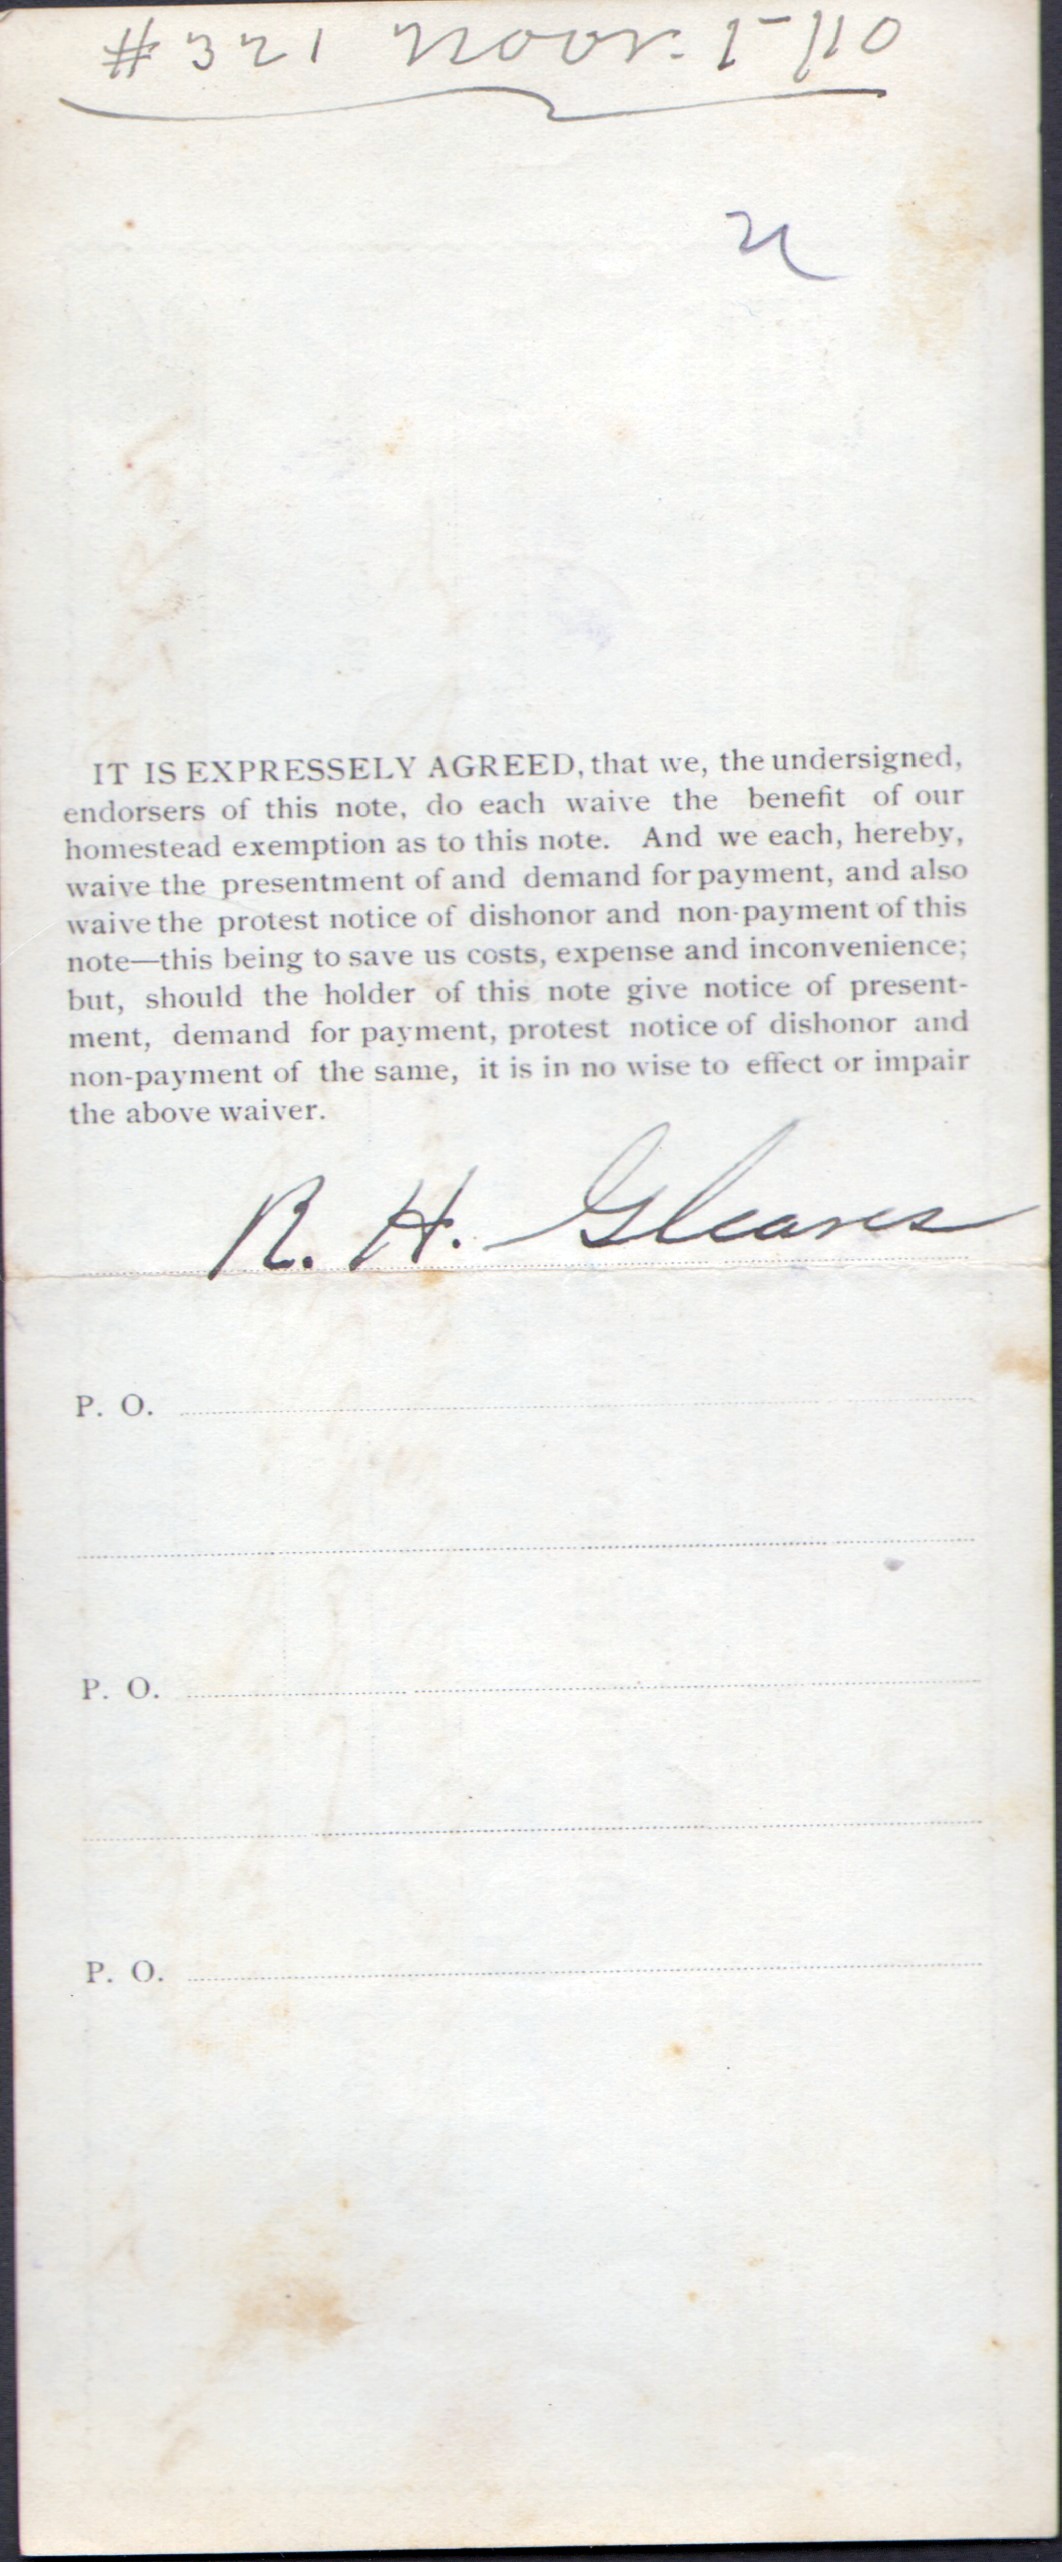 #321 Nov. 5-/10
IT IS EXPRESSELY AGREED, that we, the undersigned,
endorsers of this note, do each waive the benefit of our
homestead exemption as to this note. And we each, hereby,
waive the presentment of and demand for payment, and also
waive the protest notice of dishonor and non-payment of this
note—this being to save us costs, expense and inconvenience;
but, should the holder of this note give notice of present-
ment, demand for payment, protest notice of dishonor and
non-payment of the same, it is in no wise to effect or impair
the above waiver.
R. H. Gleaves
P. O.
P. O.
P. O.